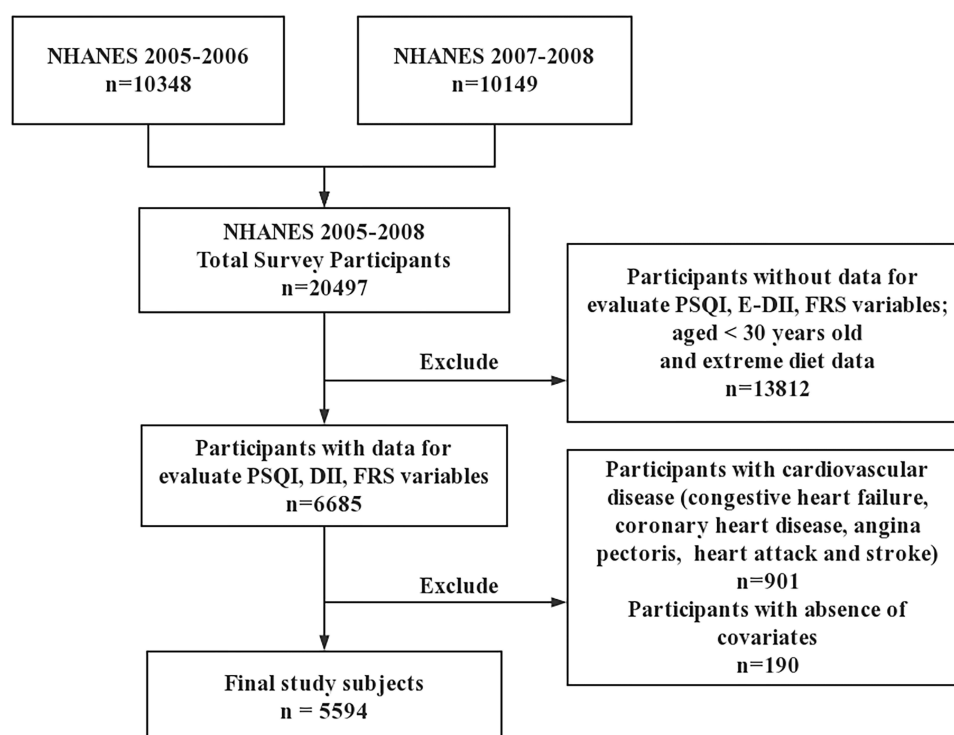 NHANES 2005-2006
n=10348
NHANES 2007-2008
n=10149
NHANES 2005-2008
Total Survey Participants
n=20497
Participants without data for
evaluate PSQI, E-DII, FRS variables;
aged < 30 years old
and extreme diet data
n=13812
Exclude
Participants with data for
evaluate PSQI, DII, FRS variables
n=6685
Participants with cardiovascular
disease (congestive heart failure,
coronary heart disease, angina
pectoris, heart attack and stroke)
n=901
Participants with absence of
covariates
n=190
Exclude
Final study subjects
n = 5594